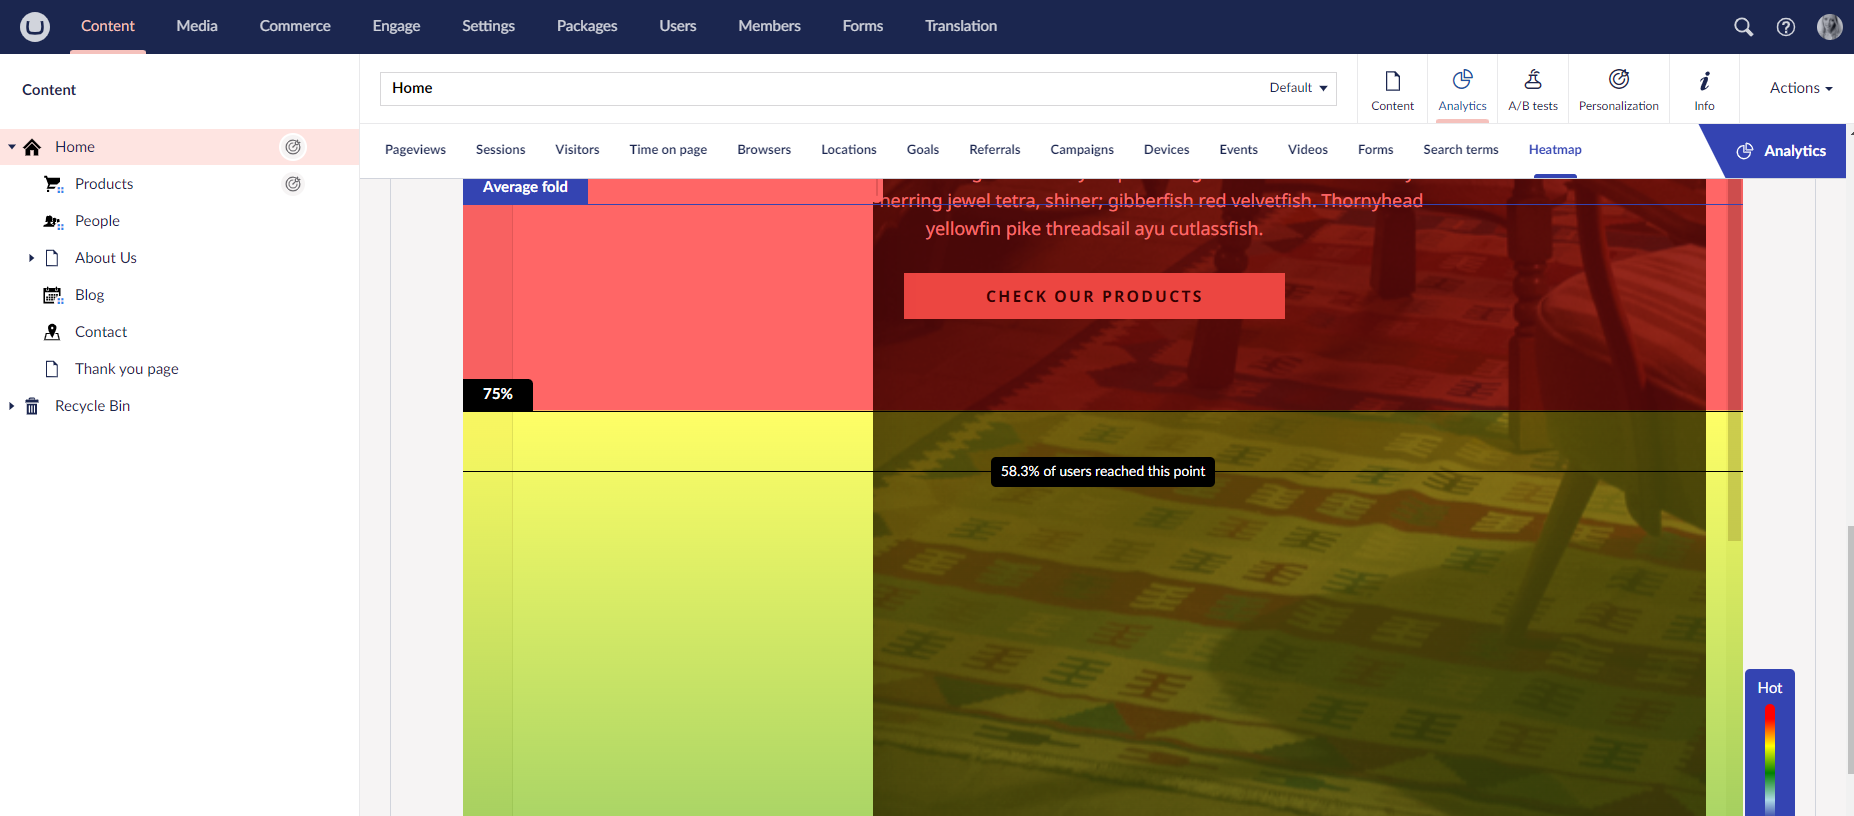 Content Media Commerce Engage Settings Packages Users Members Forms Translation
Content
Home
Products
People
About Us
Blog
Contact
Thank you page
Recycle Bin
Home Default
Content Analytics A/B tests Personalization Info Actions
Pageviews Sessions Visitors Time on page Browsers Locations Goals Referrals Campaigns Devices Events Videos Forms Search terms Heatmap
Analytics
Average fold
herring jewel tetra, shiner; gibberfish red velvetfish. Thornyhead
yellowfin pike threadsail ayu cutlassfish.
CHECK OUR PRODUCTS
75%
58.3% of users reached this point
Hot